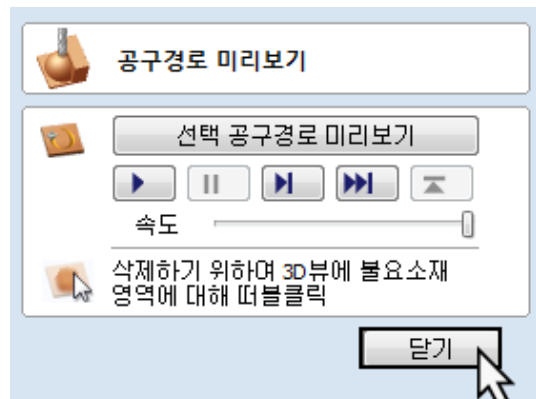 공구경로 미리보기
선택 공구경로 미리보기
속도
삭제하기 위하며 3D뷰에 불요소재
영역에 대해 떠블클릭
닫기